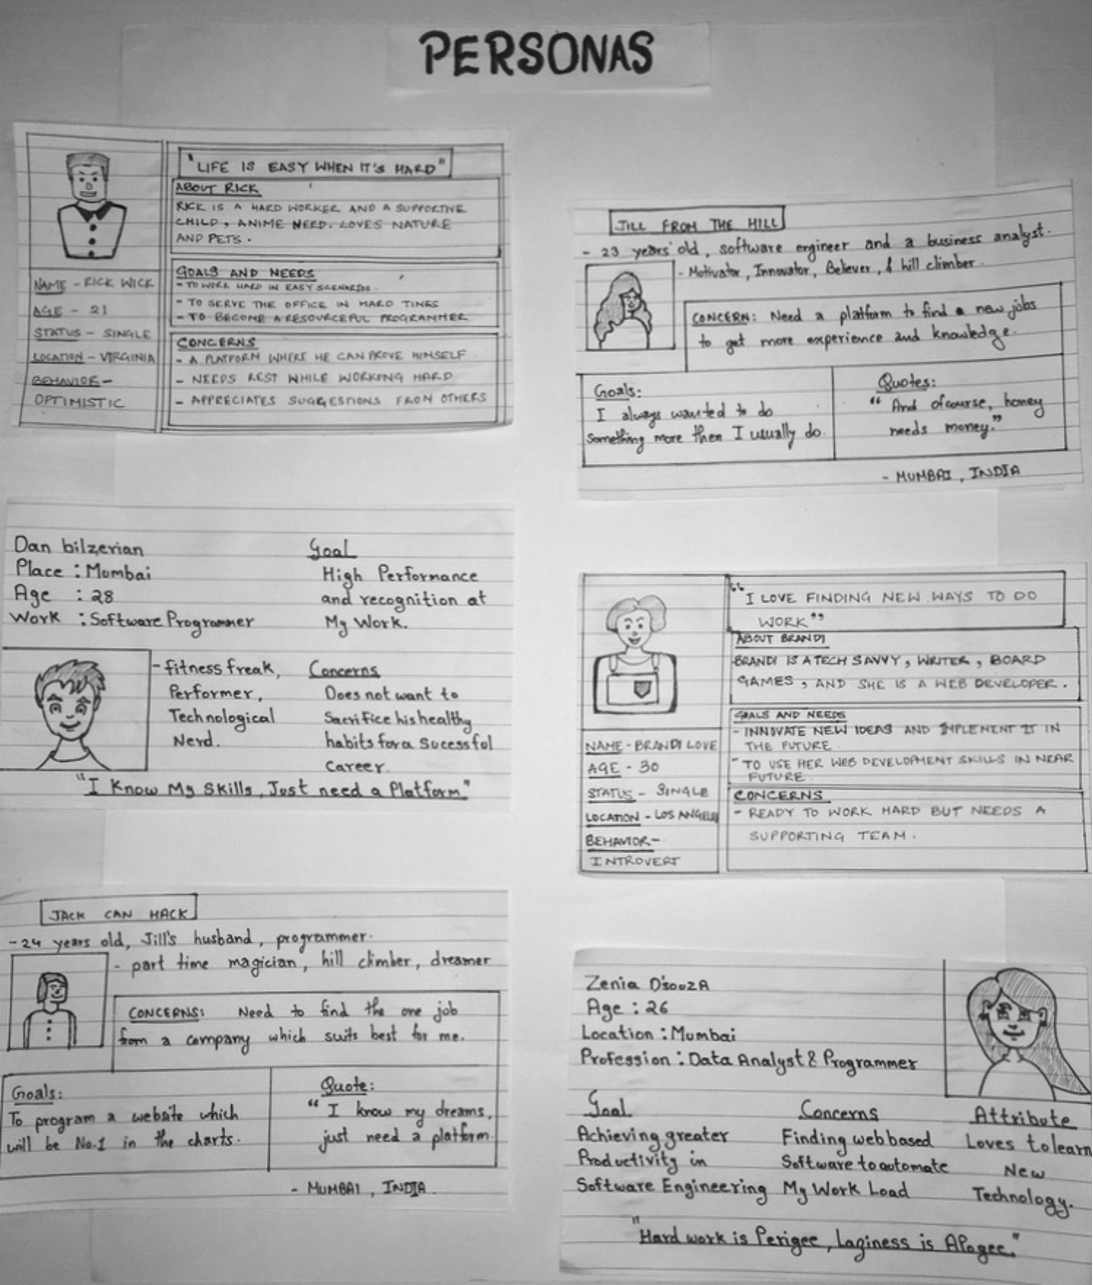 PERSONAS
"LIFE IS EASY WHEN IT'S HARD"
ABOUT RICK
RICK IS A HARD WORKER AND A SUPPORTIVE
CHILD, ANIME NERD. LOVES NATURE
AND PETS.
GOALS AND NEEDS
- TO WORK HARD IN EASY SCENARIOS.
- TO SERVE THE OFFICE IN HARD TIMES
- TO BECOME A RESOURCEFUL PROGRAMMER
CONCERNS
- A PLATFORM WHERE HE CAN PROVE HIMSELF
- NEEDS REST WHILE WORKING HARD
- APPRECIATES SUGGESTIONS FROM OTHERS
NAME - RICK WICK
AGE - 21
STATUS - SINGLE
LOCATION - VIRGINIA
BEHAVIOR -
OPTIMISTIC
JILL FROM THE HILL
- 23 years old, software engineer and a business analyst.
- Motivator, Innovator, Believer, & hill climber.
CONCERN: Need a platform to find a new jobs
to get more experience and knowledge.
Goals:
I always wanted to do
something more then I usually do.
Quotes:
"And ofcourse, honey
needs money."
- MUMBAI, INDIA
Dan bilzerian
Place : Mumbai
Age : 28
Work : Software Programmer
Goal
High Performance
and recognition at
My Work.
- fitness freak,
Performer,
Technological
Nerd.
Concerns
Does not want to
Sacrifice his healthy
habits for a Sucessful
Career.
"I Know My Skills, Just need a Platform"
"I LOVE FINDING NEW WAYS TO DO
WORK"
ABOUT BRANDI
BRANDI IS A TECH SAVVY, WRITER, BOARD
GAMES, AND SHE IS A WEB DEVELOPER.
GOALS AND NEEDS
- INNOVATE NEW IDEAS AND IMPLEMENT IT IN
THE FUTURE.
- TO USE HER WEB DEVELOPMENT SKILLS IN NEAR
FUTURE.
CONCERNS
- READY TO WORK HARD BUT NEEDS A
SUPPORTING TEAM.
NAME - BRANDI LOVE
AGE - 30
STATUS - SINGLE
LOCATION - LOS ANGELES
BEHAVIOR -
INTROVERT
JACK CAN HACK
- 24 years old, Jill's husband, programmer.
- part time magician, hill climber, dreamer
CONCERNS: Need to find the one job
from a company which suits best for me.
Goals:
To program a website which
will be No.1 in the charts.
Quote:
"I know my dreams,
just need a platform.
- MUMBAI, INDIA.
Zenia D'souzA
Age : 26
Location : Mumbai
Profession : Data Analyst & Programmer
Goal
Achieving greater
Productivity in
Software Engineering
Concerns
Finding web based
Software to automate
My Work Load
Attribute
Loves to learn
New
Technology.
"Hard work is Perigee, Laginess is Apogee."